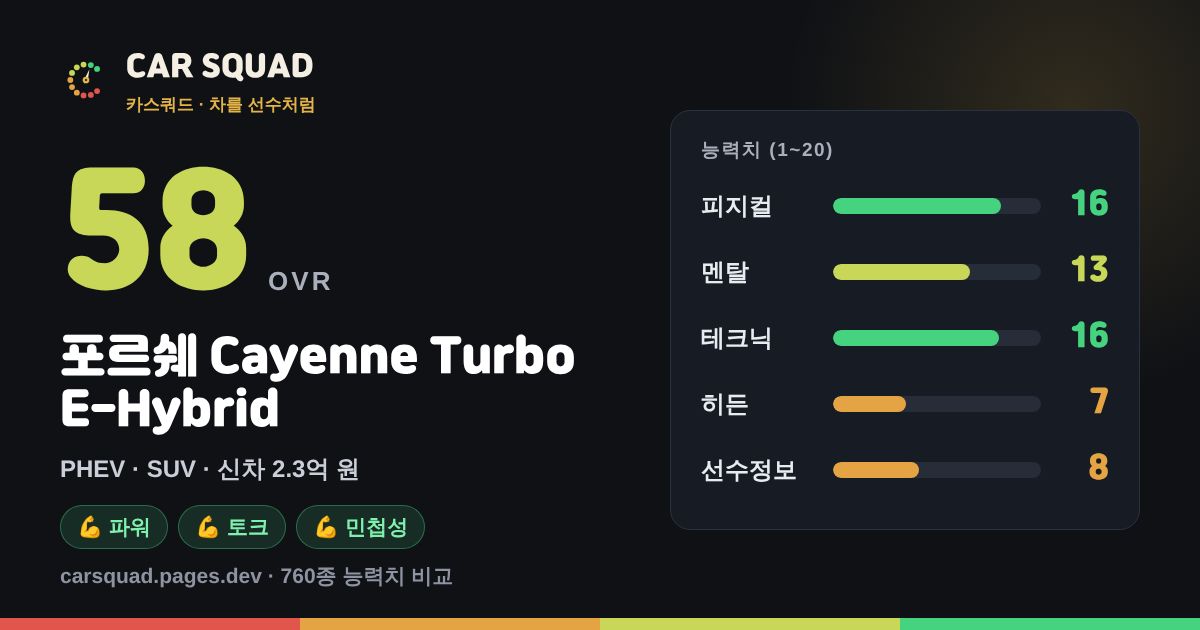 CAR SQUAD
카스쿼드 · 차를 선수처럼
58 OVR
포르쉐 Cayenne Turbo
E-Hybrid
PHEV · SUV · 신차 2.3억 원
💪 파워 💪 토크 💪 민첩성
carsquad.pages.dev · 760종 능력치 비교
능력치 (1~20)
피지컬 16
멘탈 13
테크닉 16
히든 7
선수정보 8